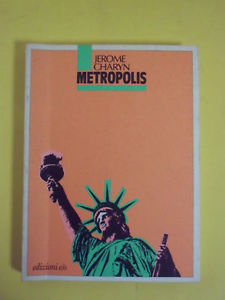 JEROME
CHARYN
METROPOLIS
edizioni e/o